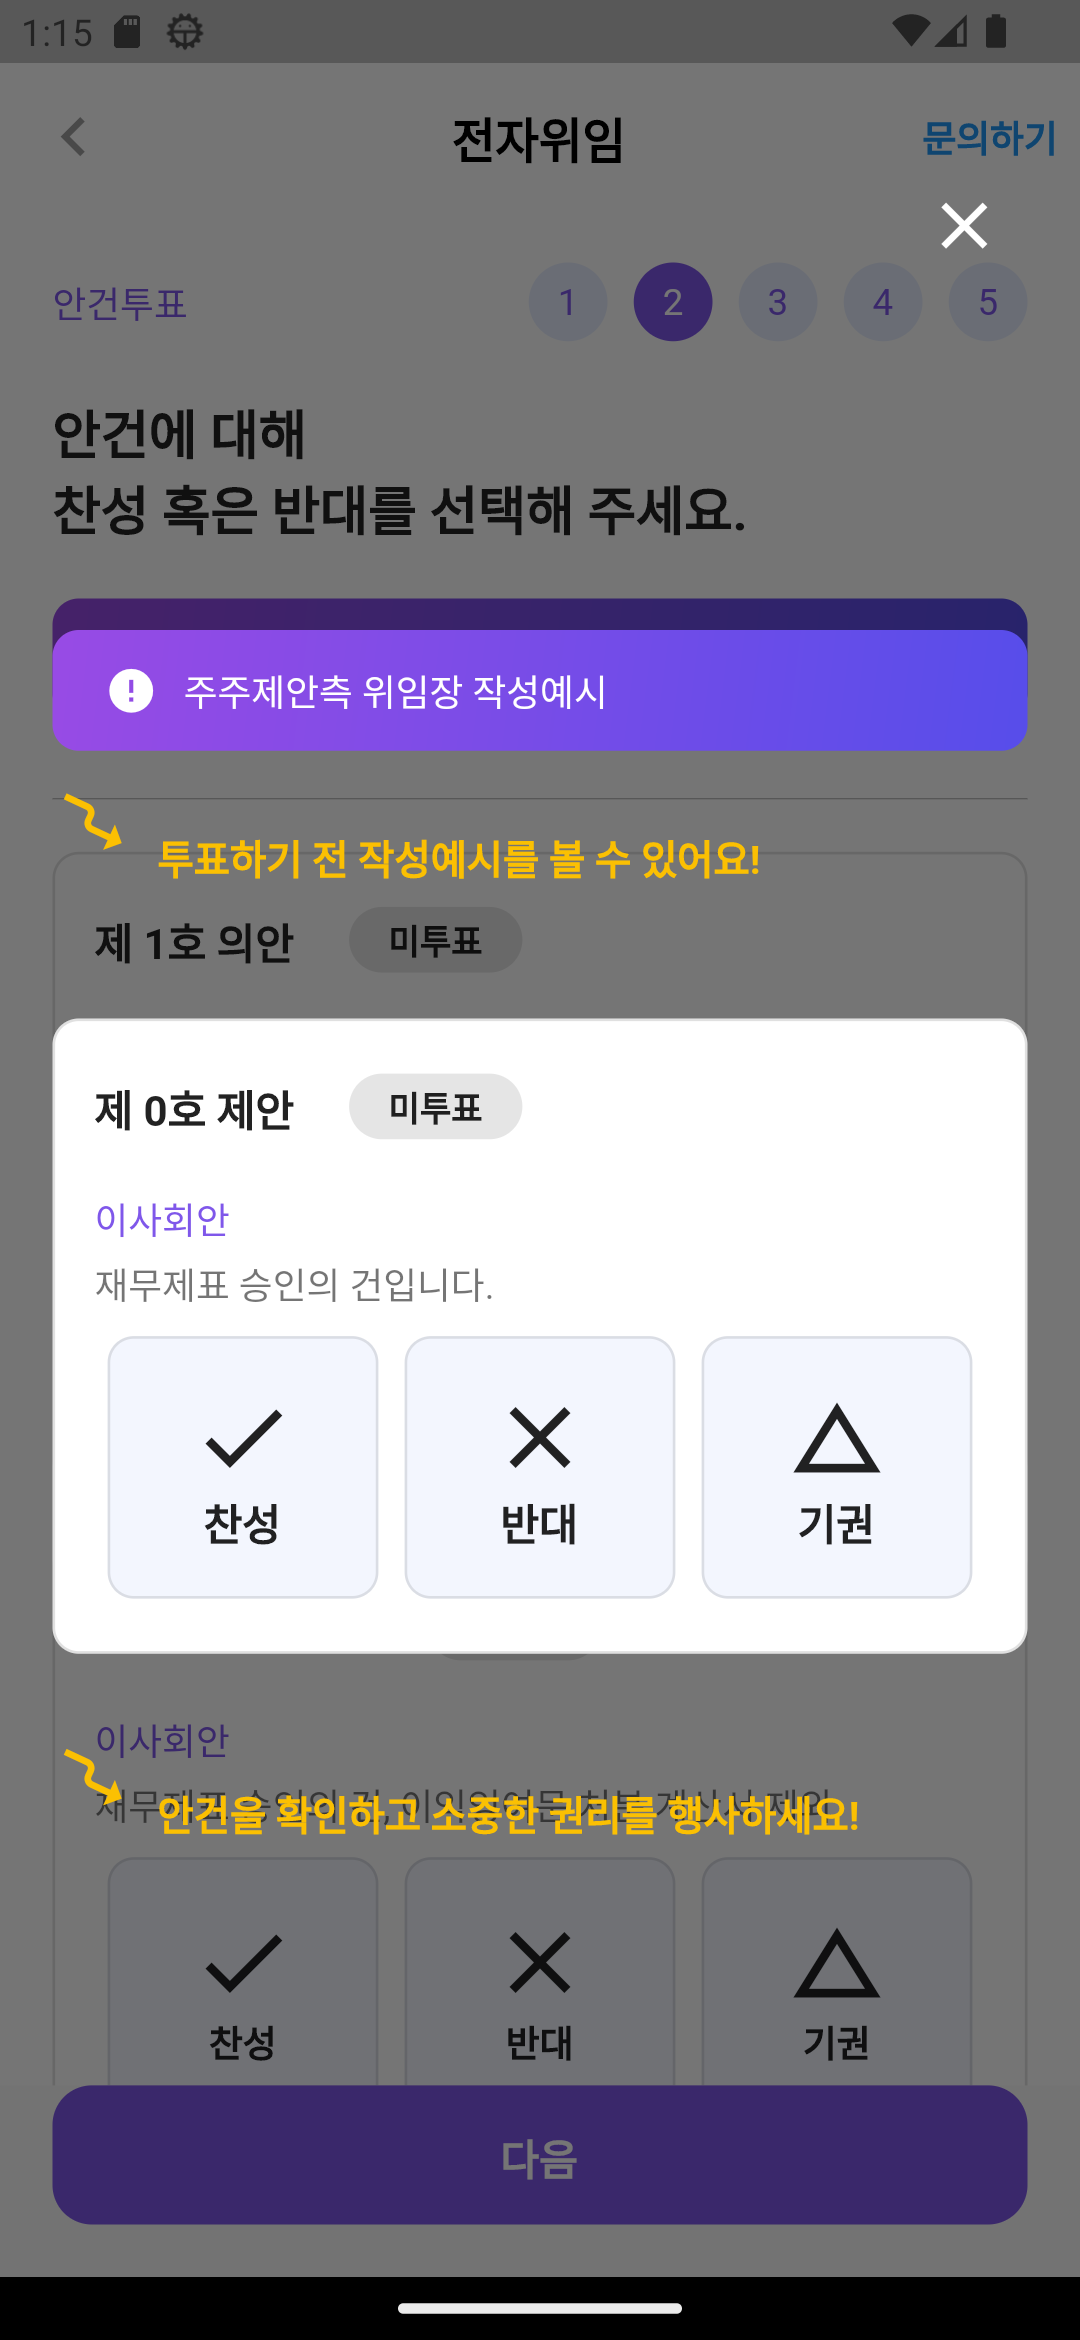 1:15
전자위임
문의하기
안건투표
1 2 3 4 5
안건에 대해
찬성 혹은 반대를 선택해 주세요.
주주제안측 위임장 작성예시
투표하기 전 작성예시를 볼 수 있어요!
제 1호 의안
미투표
제 0호 제안
미투표
이사회안
재무제표 승인의 건입니다.
찬성
반대
기권
이사회안
재무제표
안건을 확인하고 소중한 권리를 행사하세요!
찬성
반대
기권
다음